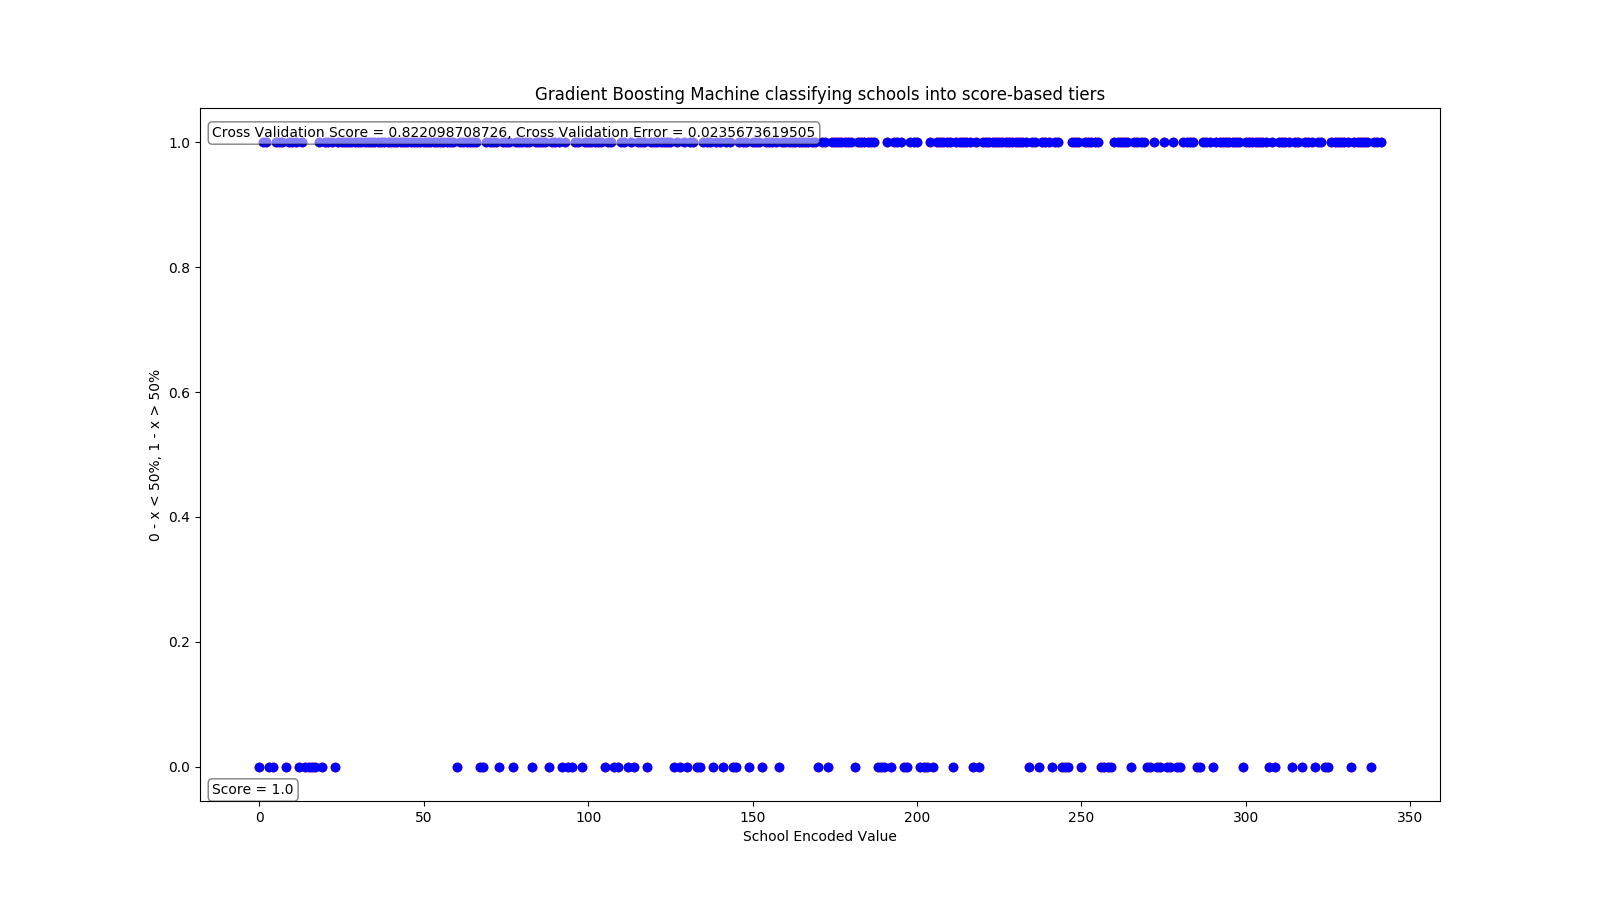 Gradient Boosting Machine classifying schools into score-based tiers
Cross Validation Score = 0.822098708726, Cross Validation Error = 0.0235673619505
1.0
0.8
0.6
0.4
0.2
0.0
0 - x < 50%, 1 - x > 50%
Score = 1.0
0 50 100 150 200 250 300 350
School Encoded Value